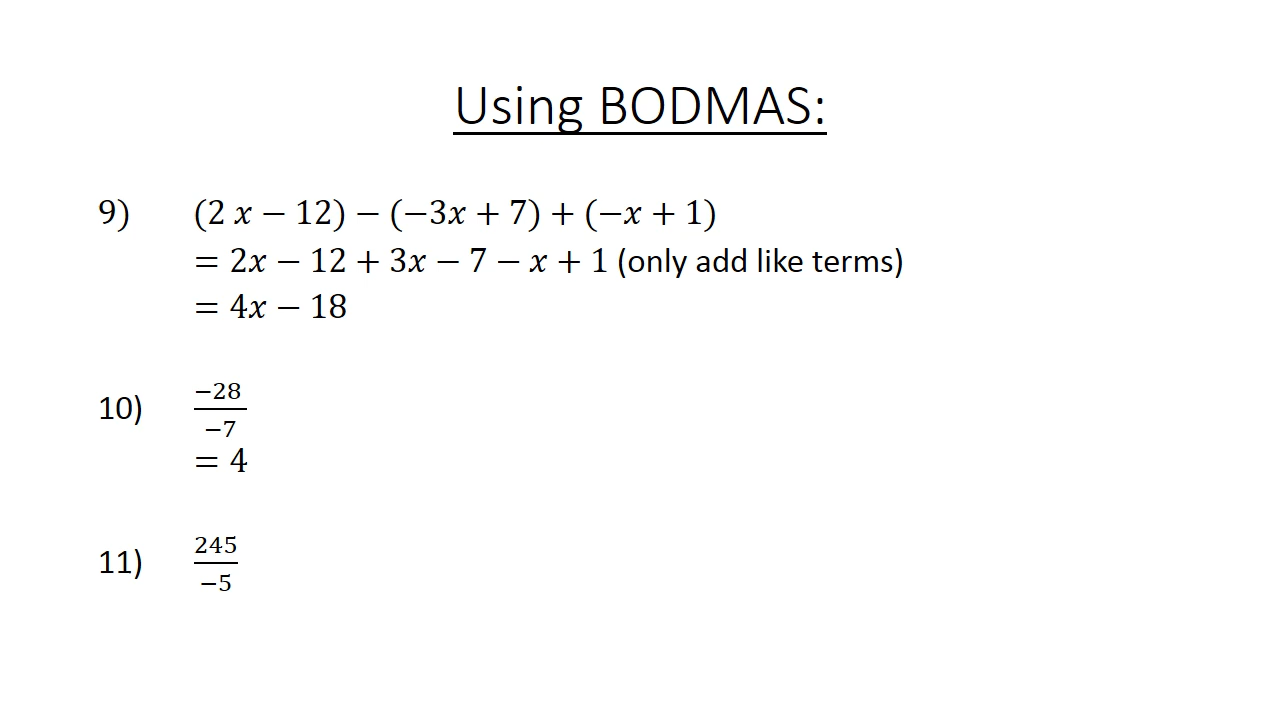 Using BODMAS:
9) (2 x − 12) − (−3x + 7) + (−x + 1)
= 2x − 12 + 3x − 7 − x + 1 (only add like terms)
= 4x − 18
10) −28
−7
= 4
11) 245
−5